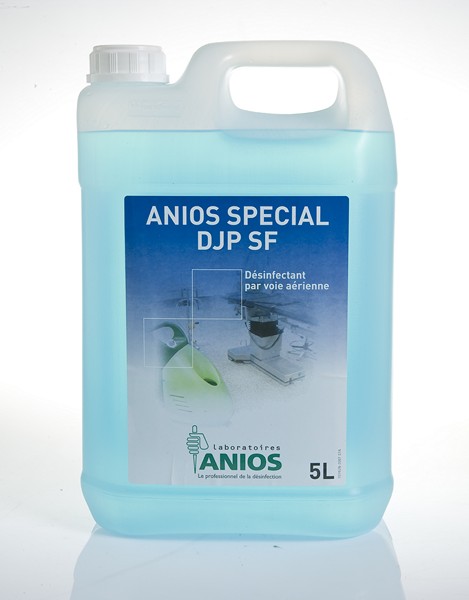 ANIOS SPECIAL
DJP SF
Désinfectant
par voie aérienne
laboratoires
ANIOS
Le professionnel de la désinfection
5L